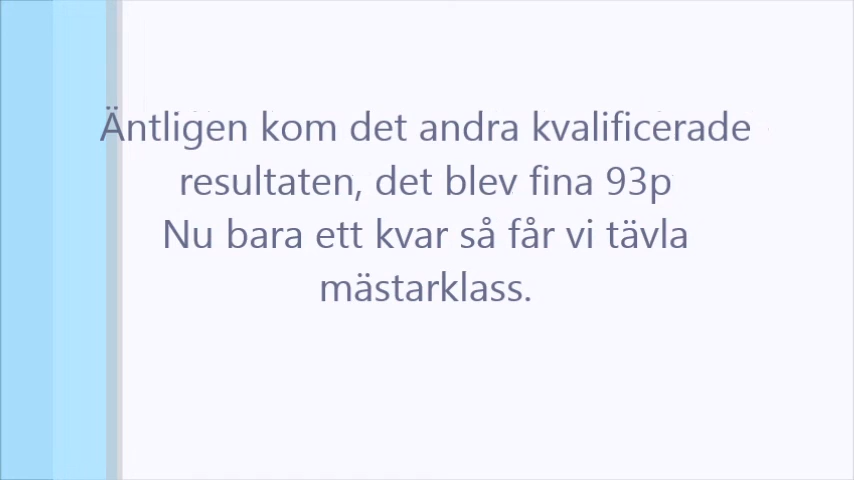 Äntligen kom det andra kvalificerade
resultaten, det blev fina 93p
Nu bara ett kvar så får vi tävla
mästarklass.